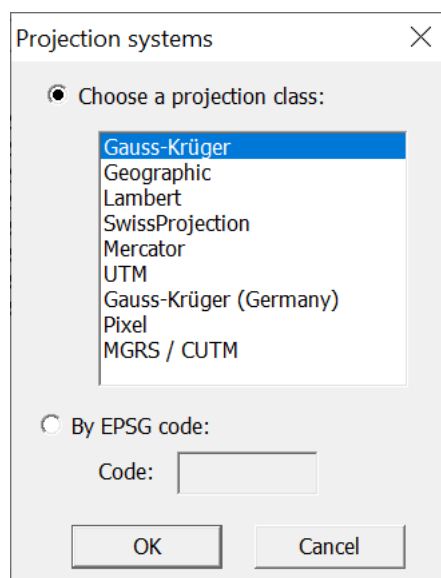 Projection systems
Choose a projection class:
Gauss-Krüger
Geographic
Lambert
SwissProjection
Mercator
UTM
Gauss-Krüger (Germany)
Pixel
MGRS / CUTM
By EPSG code:
Code:
OK Cancel